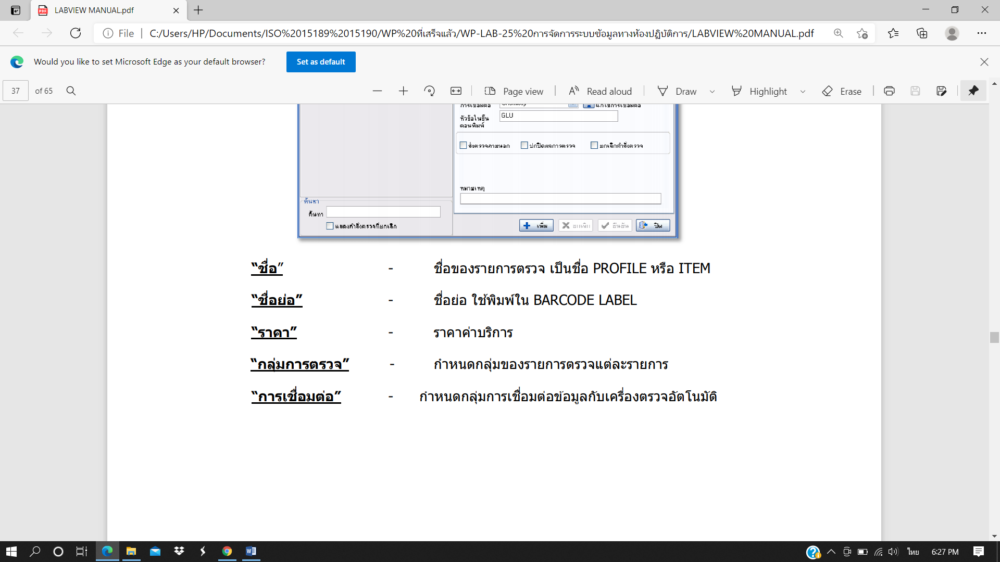 LABVIEW MANUAL.pdf
File
C:/Users/HP/Documents/ISO%2015189%2015190/WP%20ที่เสร็จแล้ว/WP-LAB-25%20การจัดการระบบข้อมูลทางห้องปฏิบัติการ/LABVIEW%20MANUAL.pdf
Would you like to set Microsoft Edge as your default browser?
Set as default
37 of 65
Page view
Read aloud
Draw
Highlight
Erase
การเชื่อมต่อ
Chemistry
แก้ไขการเชื่อมต่อ
หัวข้อในขั้น
ตอนพิมพ์
GLU
ส่งตรวจภายนอก
ปกปิดผลการตรวจ
ยกเลิกคำสั่งตรวจ
หมายเหตุ
ค้นหา
ค้นหา
แสดงคำสั่งตรวจที่ยกเลิก
เพิ่ม
ยกเลิก
ยืนยัน
ปิด
“ชื่อ” - ชื่อของรายการตรวจ เป็นชื่อ PROFILE หรือ ITEM
“ชื่อย่อ” - ชื่อย่อ ใช้พิมพ์ใน BARCODE LABEL
“ราคา” - ราคาค่าบริการ
“กลุ่มการตรวจ” - กำหนดกลุ่มของรายการตรวจแต่ละรายการ
“การเชื่อมต่อ” - กำหนดกลุ่มการเชื่อมต่อข้อมูลกับเครื่องตรวจอัตโนมัติ
ไทย
6:27 PM